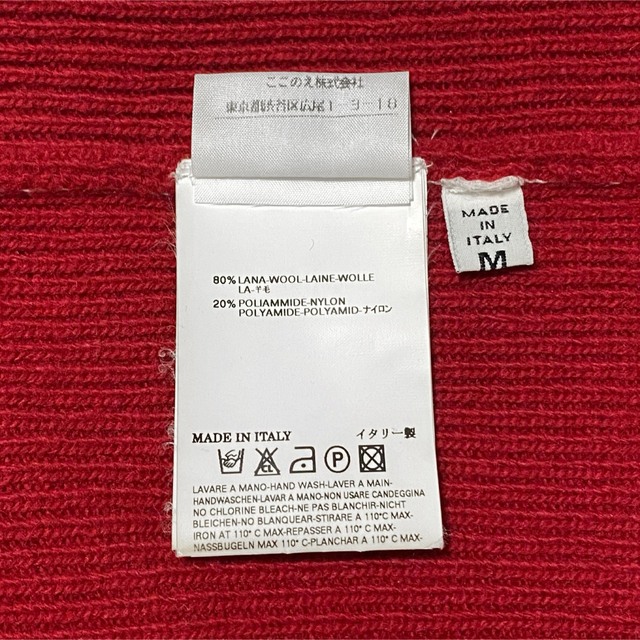 ここのえ株式会社
東京都渋谷区広尾1-3-18
MADE
IN
ITALY
M
80% LANA-WOOL-LAINE-WOLLE
LA-羊毛
20% POLIAMMIDE-NYLON
POLYAMIDE-POLYAMID-ナイロン
MADE IN ITALY イタリー製
CL P
LAVARE A MANO-HAND WASH-LAVER A MAIN-
HANDWASCHEN-LAVAR A MANO-NON USARE CANDEGGINA
NO CHLORINE BLEACH-NE PAS BLANCHIR-NICHT
BLEICHEN-NO BLANQUEAR-STIRARE A 110°C MAX-
IRON AT 110° C MAX-REPASSER A 110° C MAX-
NASSBUGELN MAX 110° C-PLANCHAR A 110° C MAX-